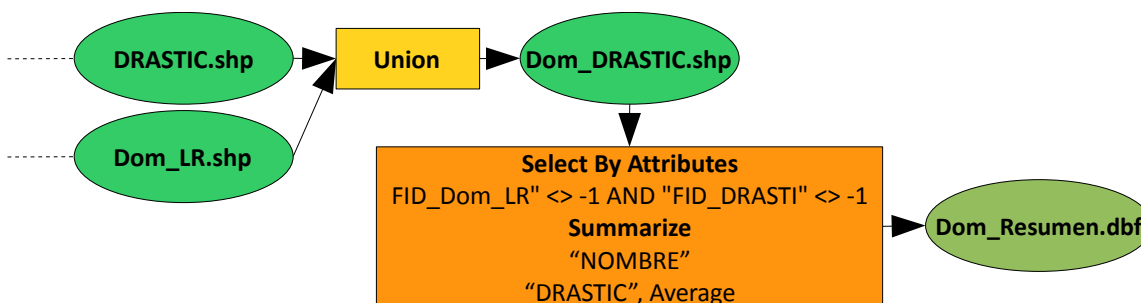 DRASTIC.shp
Union
Dom_DRASTIC.shp
Dom_LR.shp
Select By Attributes
FID_Dom_LR" <> -1 AND "FID_DRASTI" <> -1
Summarize
“NOMBRE”
“DRASTIC”, Average
Dom_Resumen.dbf